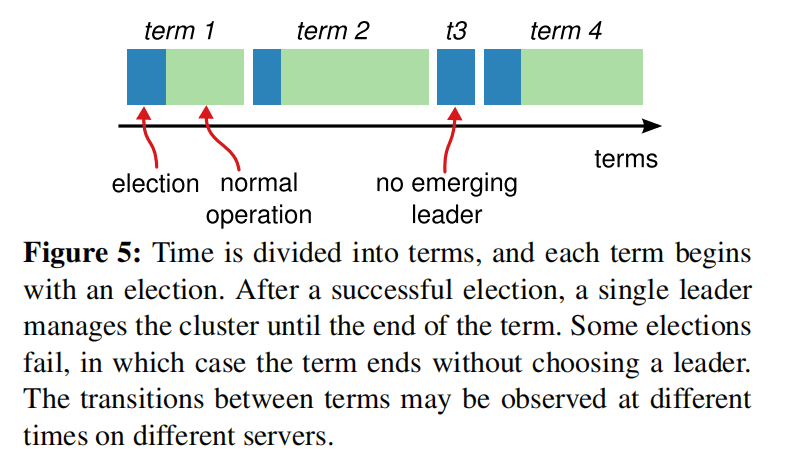 term 1 term 2 t3 term 4
terms
election normal operation no emerging leader
Figure 5: Time is divided into terms, and each term begins
with an election. After a successful election, a single leader
manages the cluster until the end of the term. Some elections
fail, in which case the term ends without choosing a leader.
The transitions between terms may be observed at different
times on different servers.